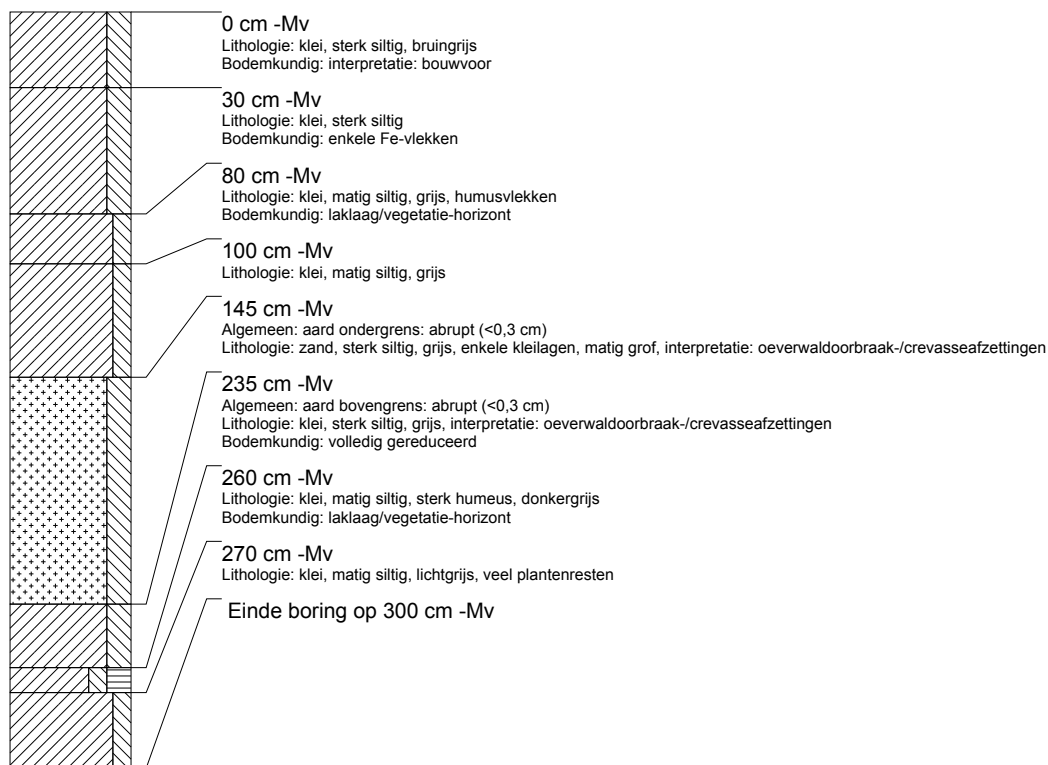 0 cm -Mv
Lithologie: klei, sterk siltig, bruingrijs
Bodemkundig: interpretatie: bouwvoor
30 cm -Mv
Lithologie: klei, sterk siltig
Bodemkundig: enkele Fe-vlekken
80 cm -Mv
Lithologie: klei, matig siltig, grijs, humusvlekken
Bodemkundig: laklaag/vegetatie-horizont
100 cm -Mv
Lithologie: klei, matig siltig, grijs
145 cm -Mv
Algemeen: aard ondergrens: abrupt (<0,3 cm)
Lithologie: zand, sterk siltig, grijs, enkele kleilagen, matig grof, interpretatie: oeverwaldoorbraak-/crevasseafzettingen
235 cm -Mv
Algemeen: aard bovengrens: abrupt (<0,3 cm)
Lithologie: klei, sterk siltig, grijs, interpretatie: oeverwaldoorbraak-/crevasseafzettingen
Bodemkundig: volledig gereduceerd
260 cm -Mv
Lithologie: klei, matig siltig, sterk humeus, donkergrijs
Bodemkundig: laklaag/vegetatie-horizont
270 cm -Mv
Lithologie: klei, matig siltig, lichtgrijs, veel plantenresten
Einde boring op 300 cm -Mv